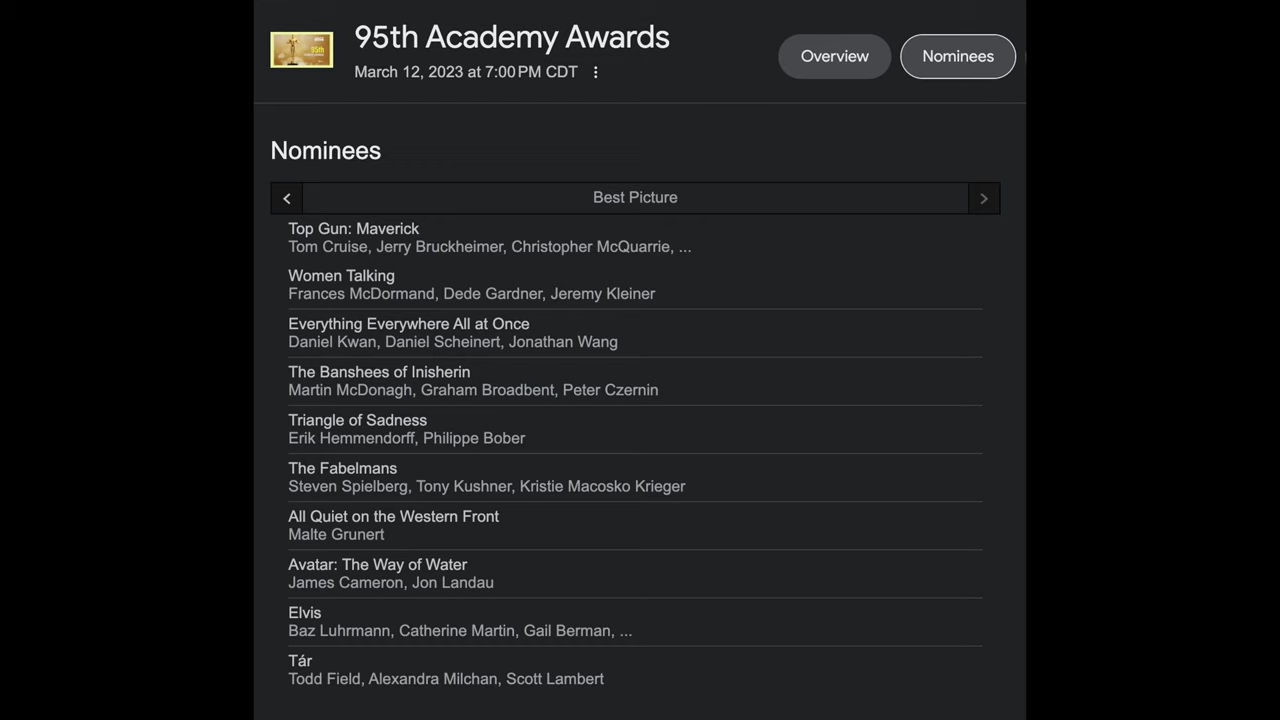 95th Academy Awards
March 12, 2023 at 7:00 PM CDT
Overview
Nominees
Nominees
Best Picture
Top Gun: Maverick
Tom Cruise, Jerry Bruckheimer, Christopher McQuarrie, ...
Women Talking
Frances McDormand, Dede Gardner, Jeremy Kleiner
Everything Everywhere All at Once
Daniel Kwan, Daniel Scheinert, Jonathan Wang
The Banshees of Inisherin
Martin McDonagh, Graham Broadbent, Peter Czernin
Triangle of Sadness
Erik Hemmendorff, Philippe Bober
The Fabelmans
Steven Spielberg, Tony Kushner, Kristie Macosko Krieger
All Quiet on the Western Front
Malte Grunert
Avatar: The Way of Water
James Cameron, Jon Landau
Elvis
Baz Luhrmann, Catherine Martin, Gail Berman, ...
Tár
Todd Field, Alexandra Milchan, Scott Lambert